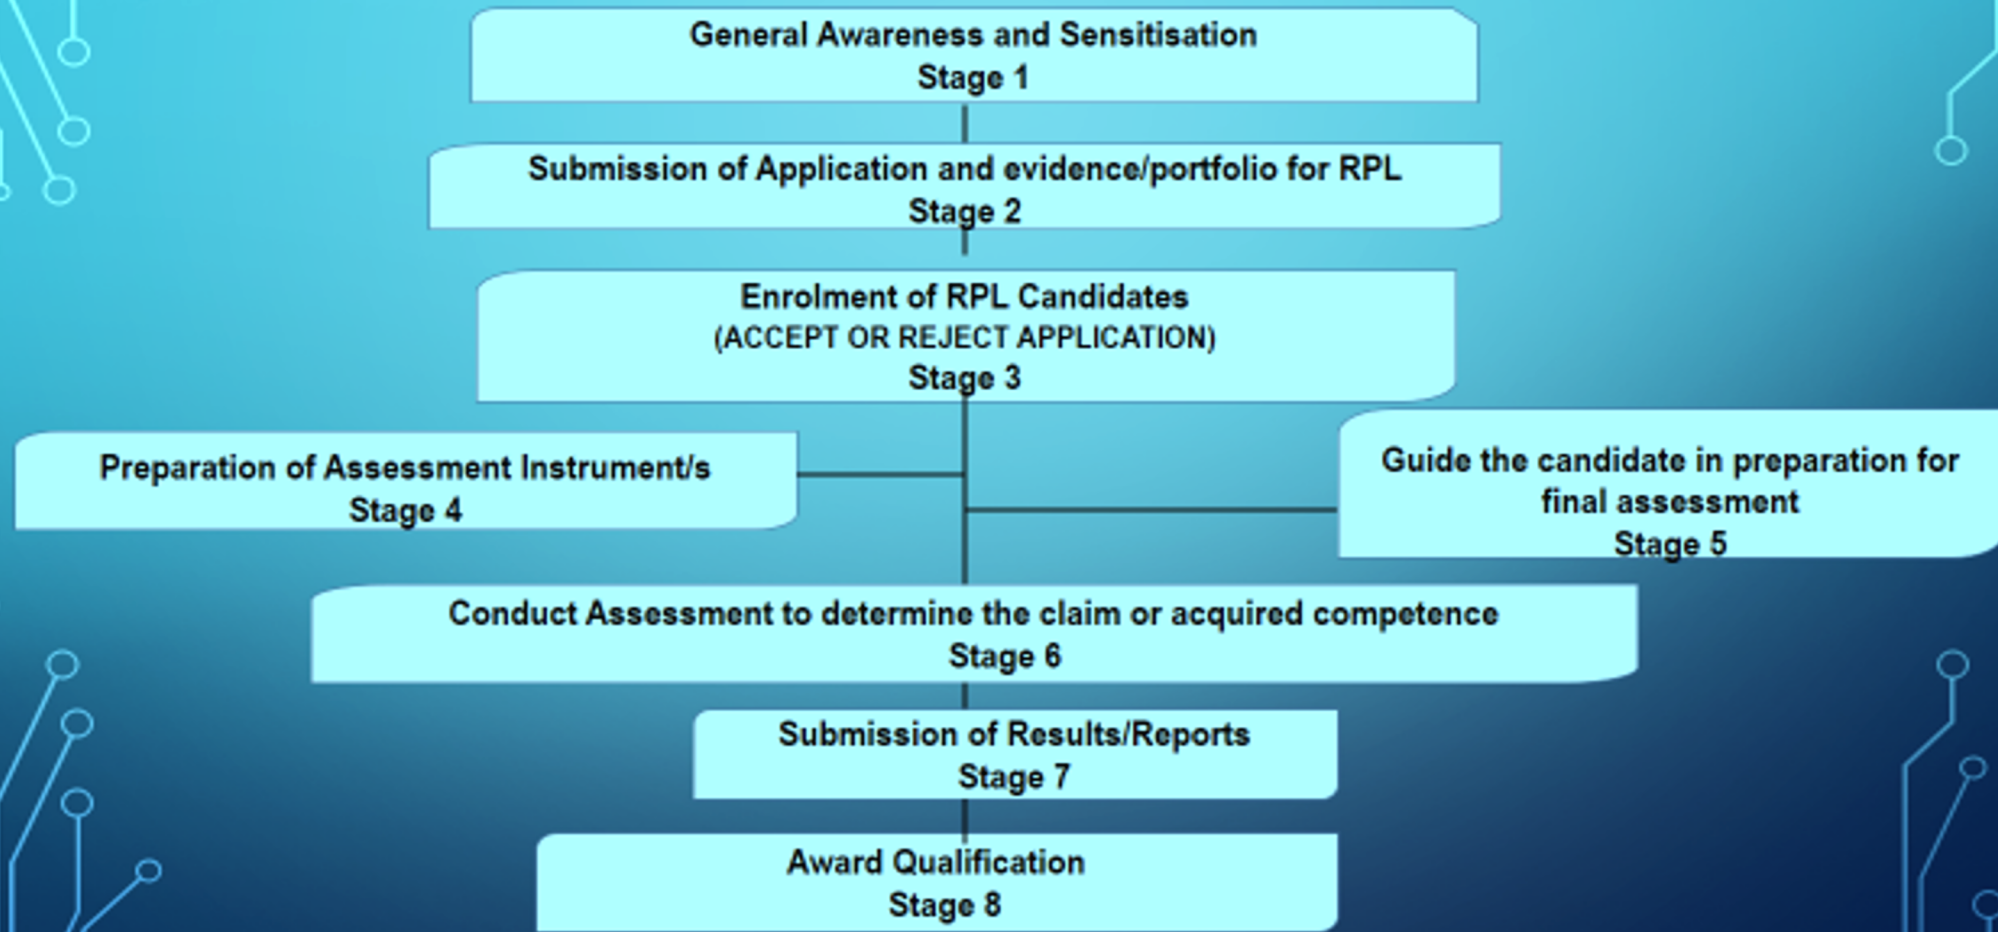 General Awareness and Sensitisation
Stage 1
Submission of Application and evidence/portfolio for RPL
Stage 2
Enrolment of RPL Candidates
(ACCEPT OR REJECT APPLICATION)
Stage 3
Preparation of Assessment Instrument/s
Stage 4
Guide the candidate in preparation for
final assessment
Stage 5
Conduct Assessment to determine the claim or acquired competence
Stage 6
Submission of Results/Reports
Stage 7
Award Qualification
Stage 8